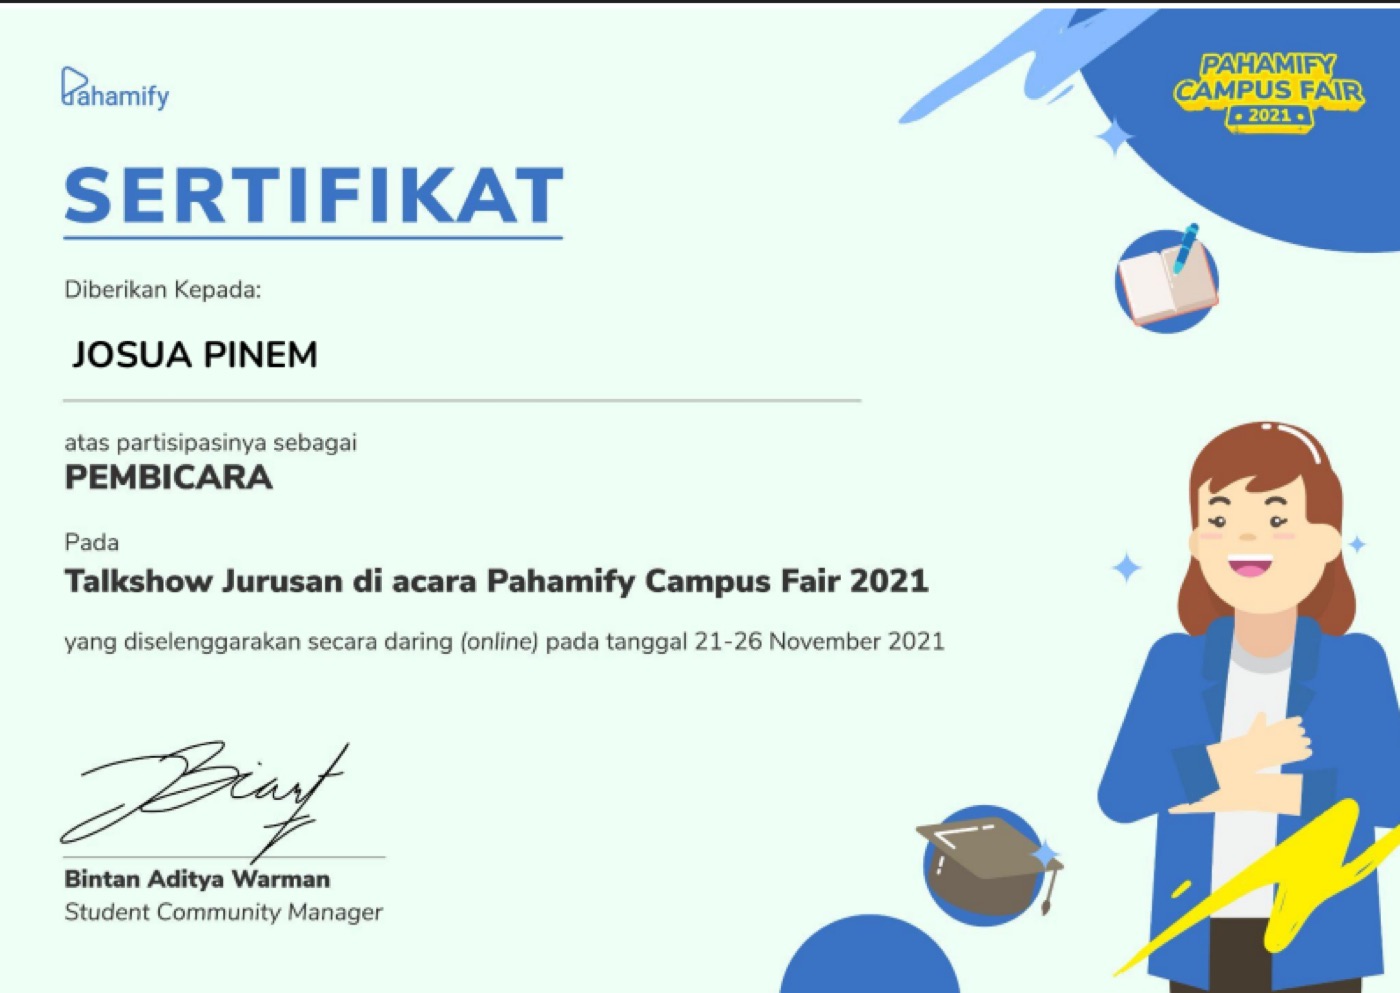 Pahamify
PAHAMIFY
CAMPUS FAIR
• 2021 •
SERTIFIKAT
Diberikan Kepada:
JOSUA PINEM
atas partisipasinya sebagai
PEMBICARA
Pada
Talkshow Jurusan di acara Pahamify Campus Fair 2021
yang diselenggarakan secara daring (online) pada tanggal 21-26 November 2021
Bintan Aditya Warman
Student Community Manager